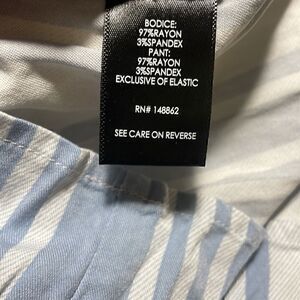 BODICE:
97%RAYON
3%SPANDEX
PANT:
97%RAYON
3%SPANDEX
EXCLUSIVE OF ELASTIC
RN# 148862
SEE CARE ON REVERSE